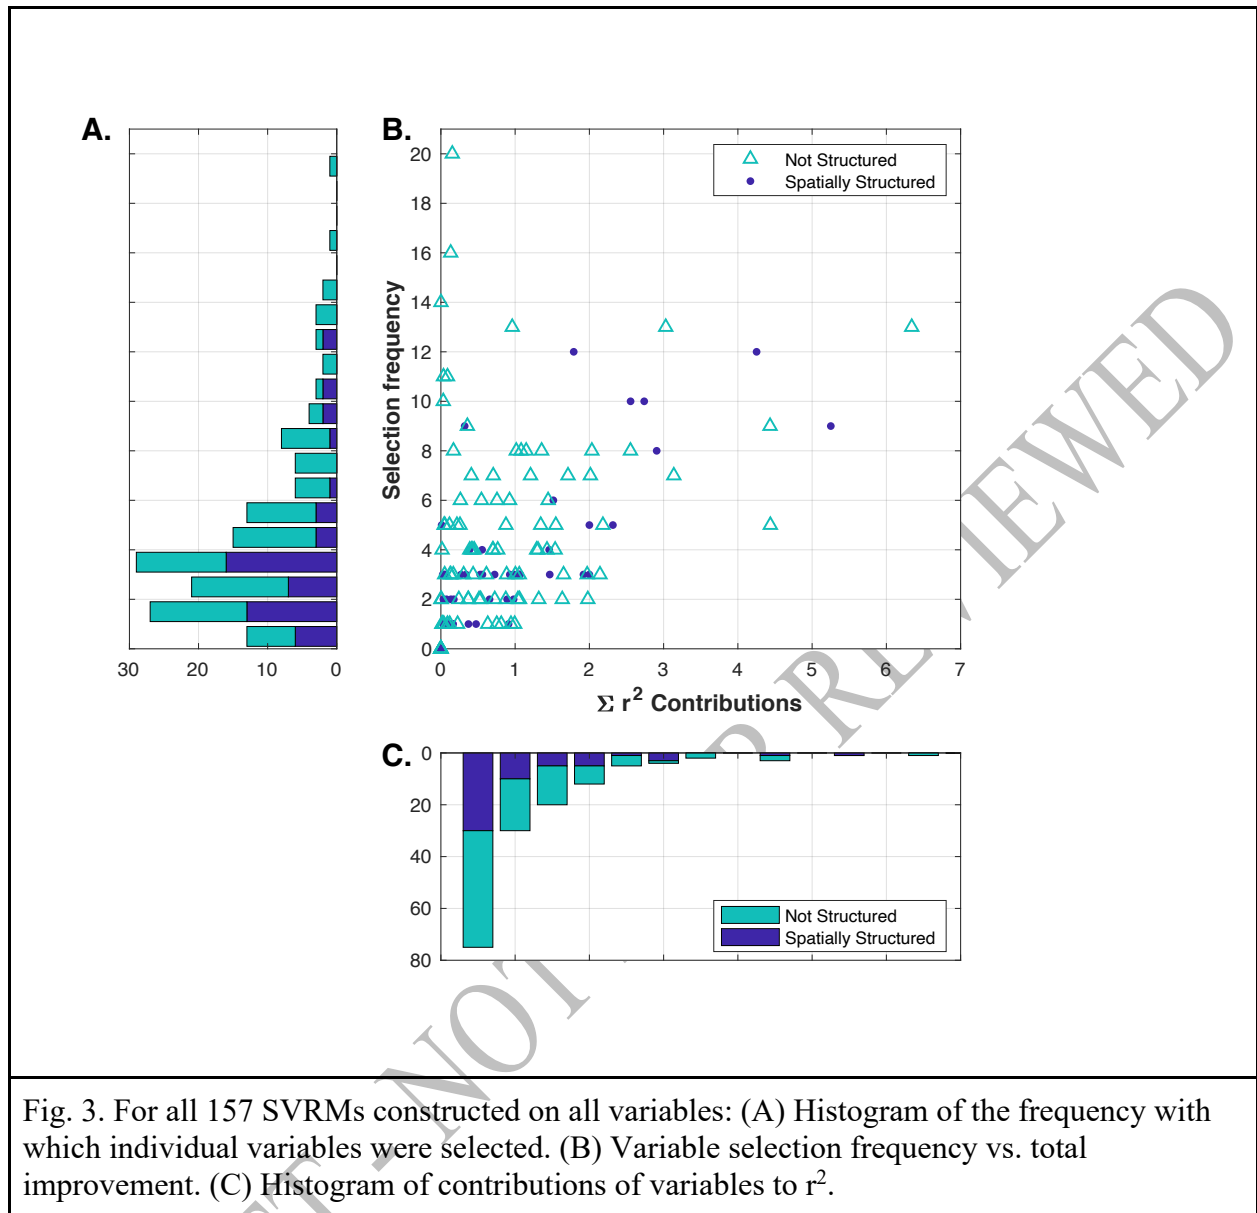 A.
B.
20
18
16
14
12
10
8
6
4
2
0
Selection frequency
Not Structured
Spatially Structured
30 20 10 0
0 1 2 3 4 5 6 7
Σ r² Contributions
C.
0
20
40
60
80
Not Structured
Spatially Structured
Fig. 3. For all 157 SVRMs constructed on all variables: (A) Histogram of the frequency with
which individual variables were selected. (B) Variable selection frequency vs. total
improvement. (C) Histogram of contributions of variables to r².
- NOT REVIEWED